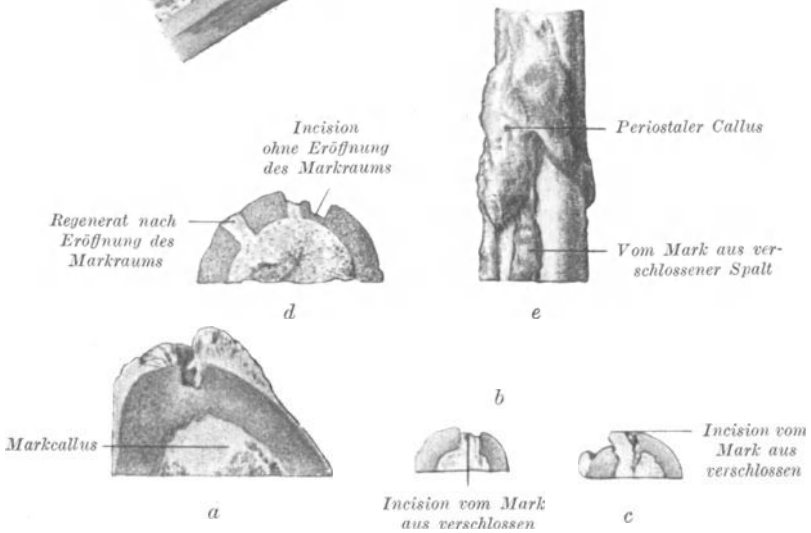 Incision
ohne Eröffnung
des Markraums
Periostaler Callus
Regenerat nach
Eröffnung des
Markraums
Vom Mark aus ver-
schlossener Spalt
d
e
b
Markcallus
Incision vom
Mark aus
verschlossen
Incision vom Mark
aus verschlossen
a
c